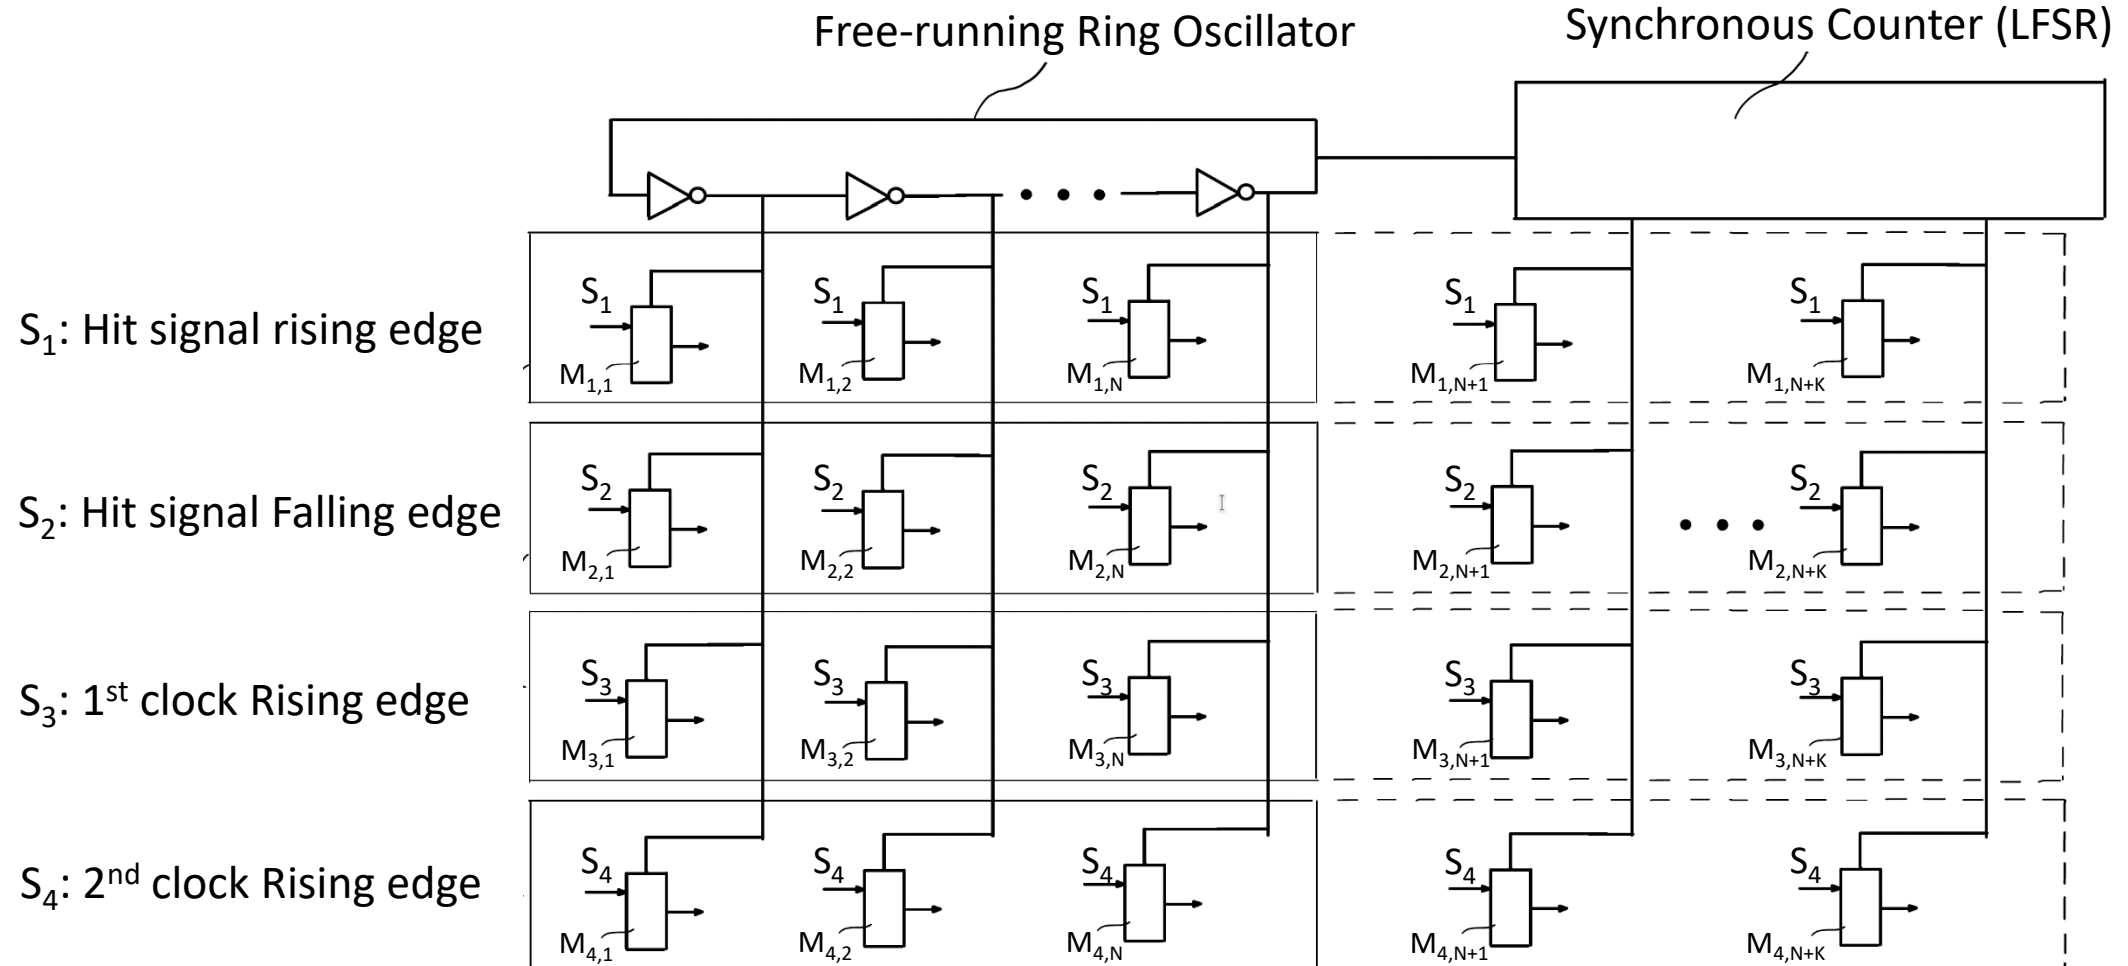 Free-running Ring Oscillator
Synchronous Counter (LFSR)
S₁: Hit signal rising edge
S₁ S₁ S₁ S₁ S₁
M₁,₁ M₁,₂ M₁,N M₁,N+1 M₁,N+K
S₂: Hit signal Falling edge
S₂ S₂ S₂ S₂ S₂
M₂,₁ M₂,₂ M₂,N M₂,N+1 M₂,N+K
S₃: 1st clock Rising edge
S₃ S₃ S₃ S₃ S₃
M₃,₁ M₃,₂ M₃,N M₃,N+1 M₃,N+K
S₄: 2nd clock Rising edge
S₄ S₄ S₄ S₄ S₄
M₄,₁ M₄,₂ M₄,N M₄,N+1 M₄,N+K